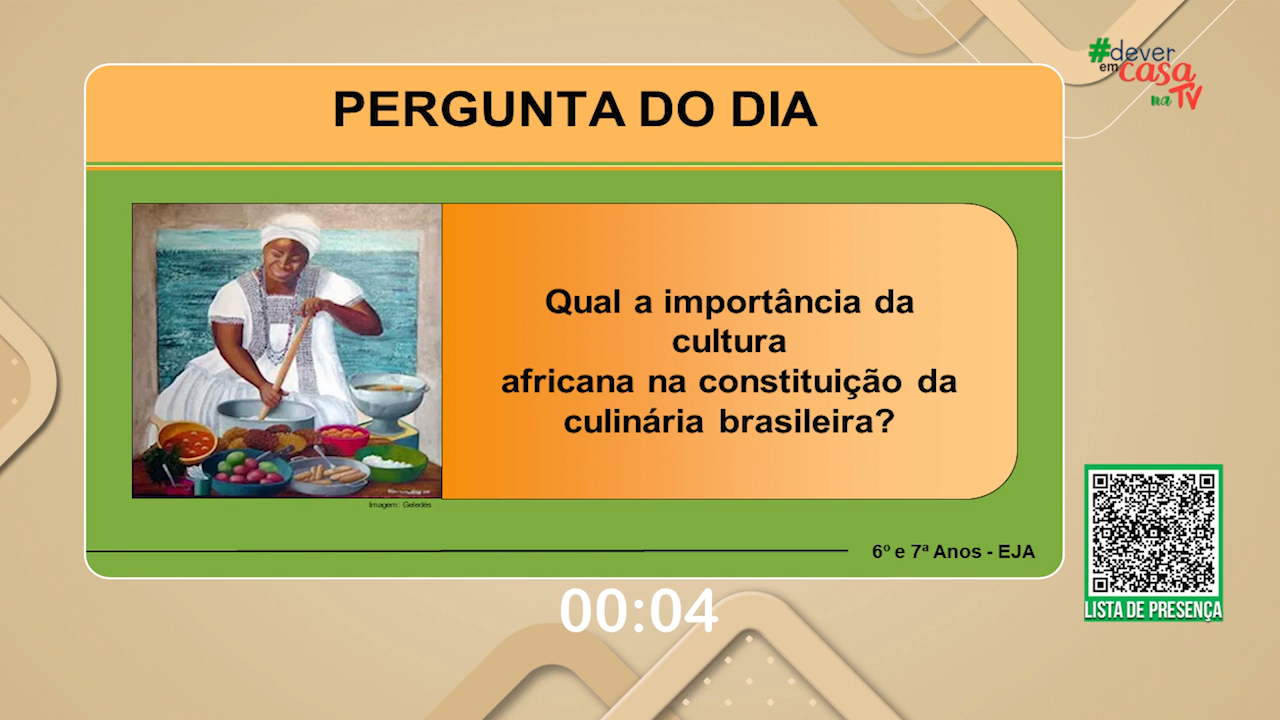 #dever
em casa
na TV
PERGUNTA DO DIA
Qual a importância da
cultura
africana na constituição da
culinária brasileira?
Imagem: Geledés
6º e 7ª Anos - EJA
00:04
LISTA DE PRESENÇA